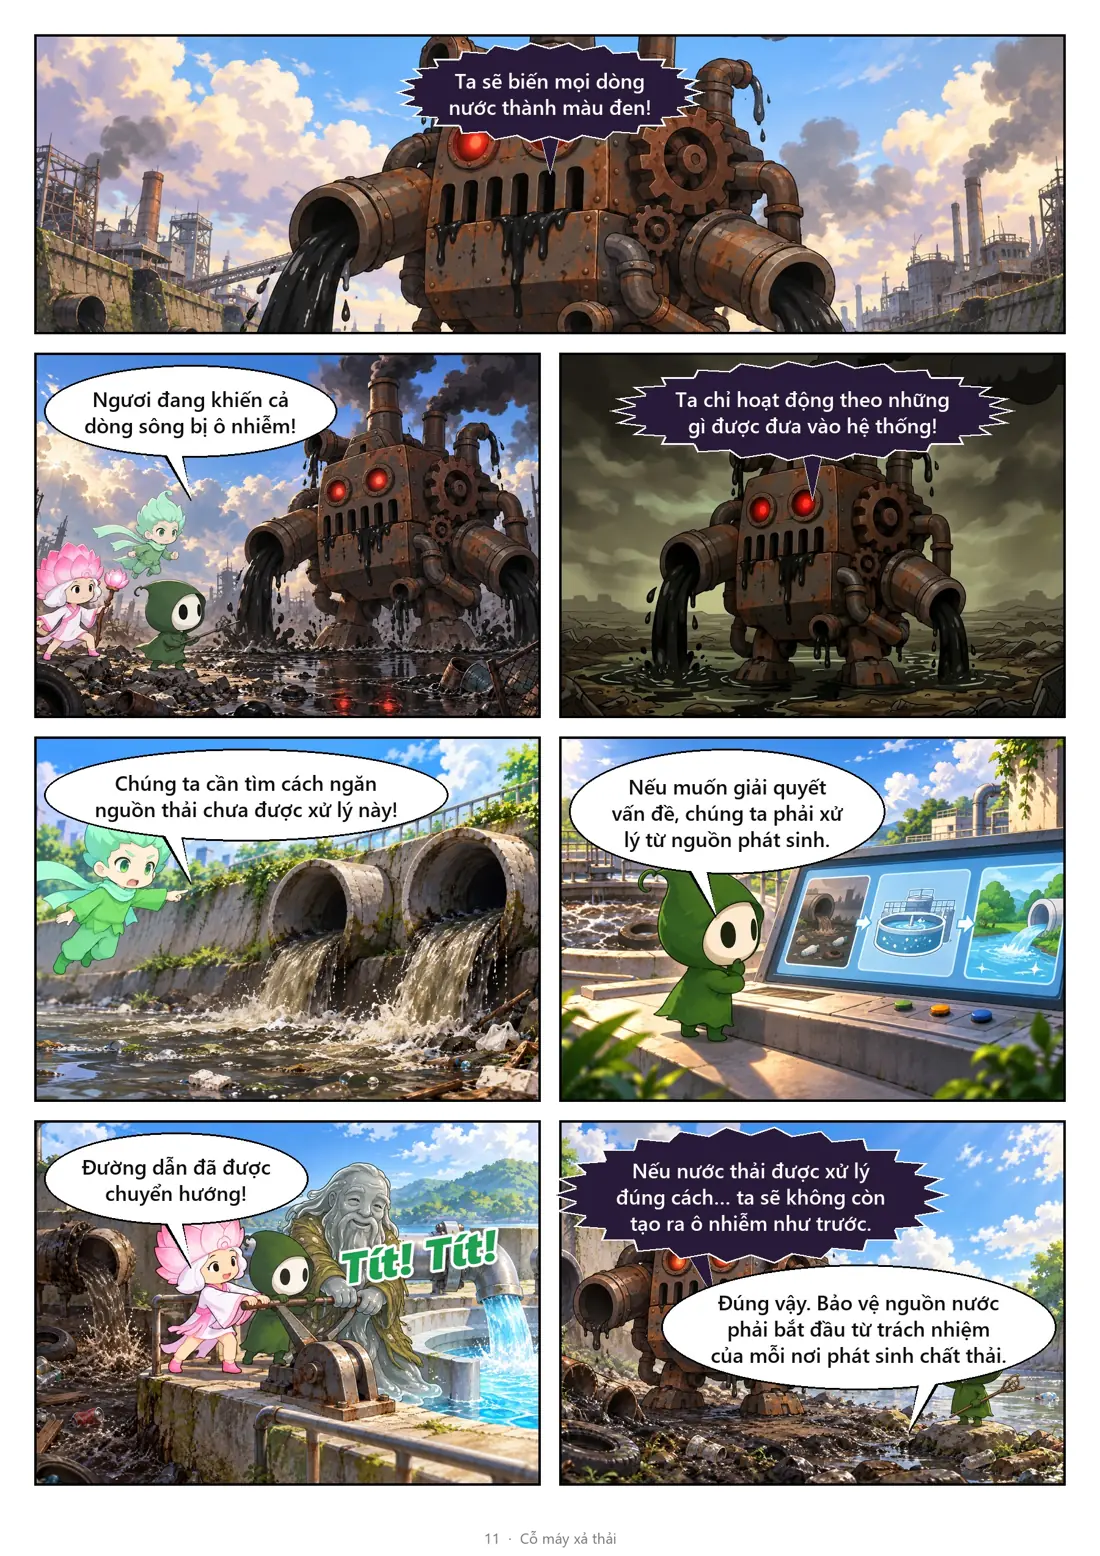 Ta sẽ biến mọi dòng
nước thành màu đen!
Ngươi đang khiến cả
dòng sông bị ô nhiễm!
Ta chỉ hoạt động theo những
gì được đưa vào hệ thống!
Chúng ta cần tìm cách ngăn
nguồn thải chưa được xử lý này!
Nếu muốn giải quyết
vấn đề, chúng ta phải xử
lý từ nguồn phát sinh.
Đường dẫn đã được
chuyển hướng!
Tít! Tít!
Nếu nước thải được xử lý
đúng cách... ta sẽ không còn
tạo ra ô nhiễm như trước.
Đúng vậy. Bảo vệ nguồn nước
phải bắt đầu từ trách nhiệm
của mỗi nơi phát sinh chất thải.
11 · Cỗ máy xả thải